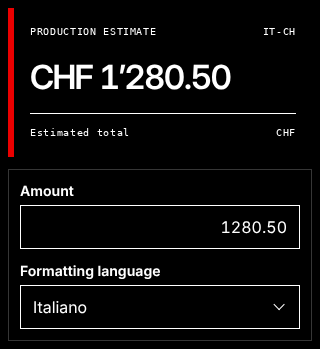 PRODUCTION ESTIMATE IT-CH
CHF 1’280.50
Estimated total CHF
Amount
1280.50
Formatting language
Italiano